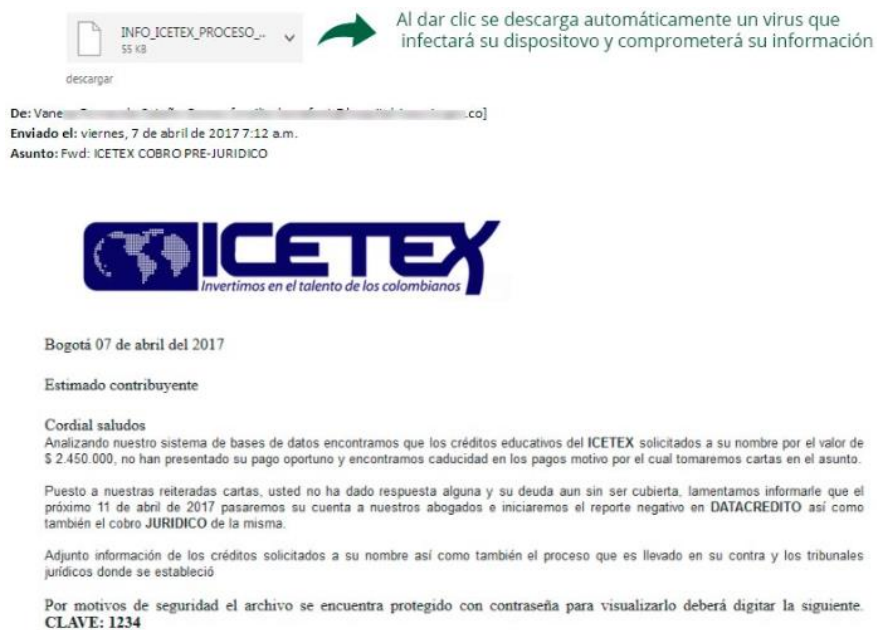 INFO_ICETEX_PROCESO_...
55 KB
descargar
Al dar clic se descarga automáticamente un virus que
infectará su dispositovo y comprometerá su información
De: Vane .co]
Enviado el: viernes, 7 de abril de 2017 7:12 a.m.
Asunto: Fwd: ICETEX COBRO PRE-JURIDICO
ICETEX
Invertimos en el talento de los colombianos
Bogotá 07 de abril del 2017
Estimado contribuyente
Cordial saludos
Analizando nuestro sistema de bases de datos encontramos que los créditos educativos del ICETEX solicitados a su nombre por el valor de
$ 2.450.000, no han presentado su pago oportuno y encontramos caducidad en los pagos motivo por el cual tomaremos cartas en el asunto.
Puesto a nuestras reiteradas cartas, usted no ha dado respuesta alguna y su deuda aun sin ser cubierta, lamentamos informarle que el
próximo 11 de abril de 2017 pasaremos su cuenta a nuestros abogados e iniciaremos el reporte negativo en DATACREDITO así como
también el cobro JURIDICO de la misma.
Adjunto información de los créditos solicitados a su nombre así como también el proceso que es llevado en su contra y los tribunales
jurídicos donde se estableció
Por motivos de seguridad el archivo se encuentra protegido con contraseña para visualizarlo deberá digitar la siguiente.
CLAVE: 1234